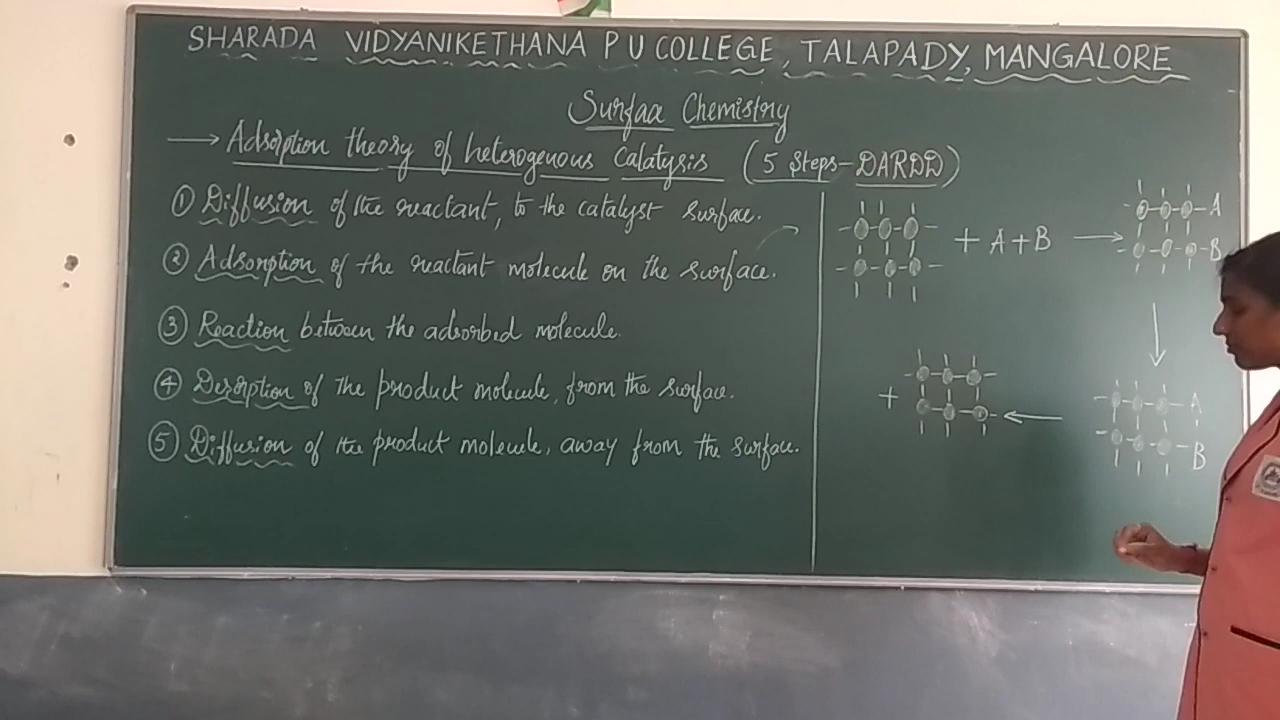 SHARADA VIDYANIKETHANA P U COLLEGE, TALAPADY, MANGALORE
Surface Chemistry
→ Adsorption theory of heterogenous Catalysis (5 Steps-DARDD)
① Diffusion of the reactant, to the catalyst surface.
② Adsorption of the reactant molecule on the surface.
③ Reaction between the adsorbed molecule.
④ Desorption of the product molecule, from the surface.
⑤ Diffusion of the product molecule, away from the surface.
+ A+B →
A
B
↓
A
B
←
+